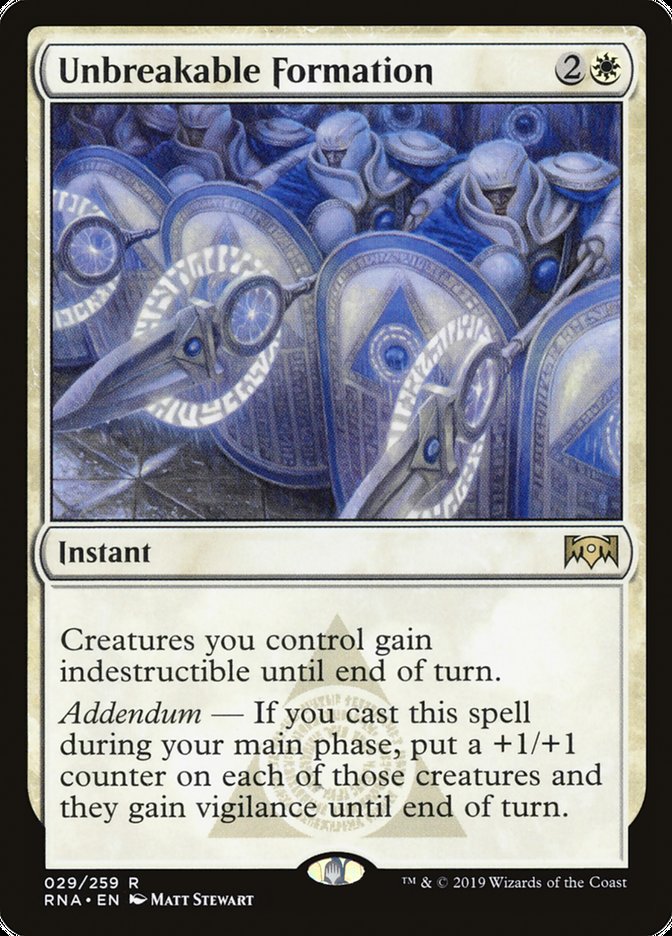 Unbreakable Formation 2
Instant
Creatures you control gain
indestructible until end of turn.
Addendum — If you cast this spell
during your main phase, put a +1/+1
counter on each of those creatures and
they gain vigilance until end of turn.
029/259 R
RNA • EN Matt Stewart
™ & © 2019 Wizards of the Coast